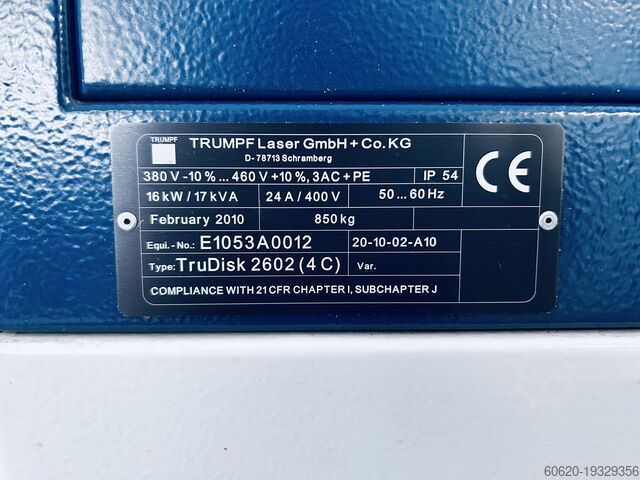 TRUMPF
TRUMPF Laser GmbH + Co. KG
D- 78713 Schramberg
380 V -10 % ... 460 V +10 %, 3AC + PE IP 54
16 kW / 17 kVA 24 A / 400 V 50 ... 60 Hz
February 2010 850 kg
Equi.-No.: E1053A0012 20-10-02-A10
Type: TruDisk 2602 (4 C) Var.
COMPLIANCE WITH 21 CFR CHAPTER I, SUBCHAPTER J
CE
60620-19329356